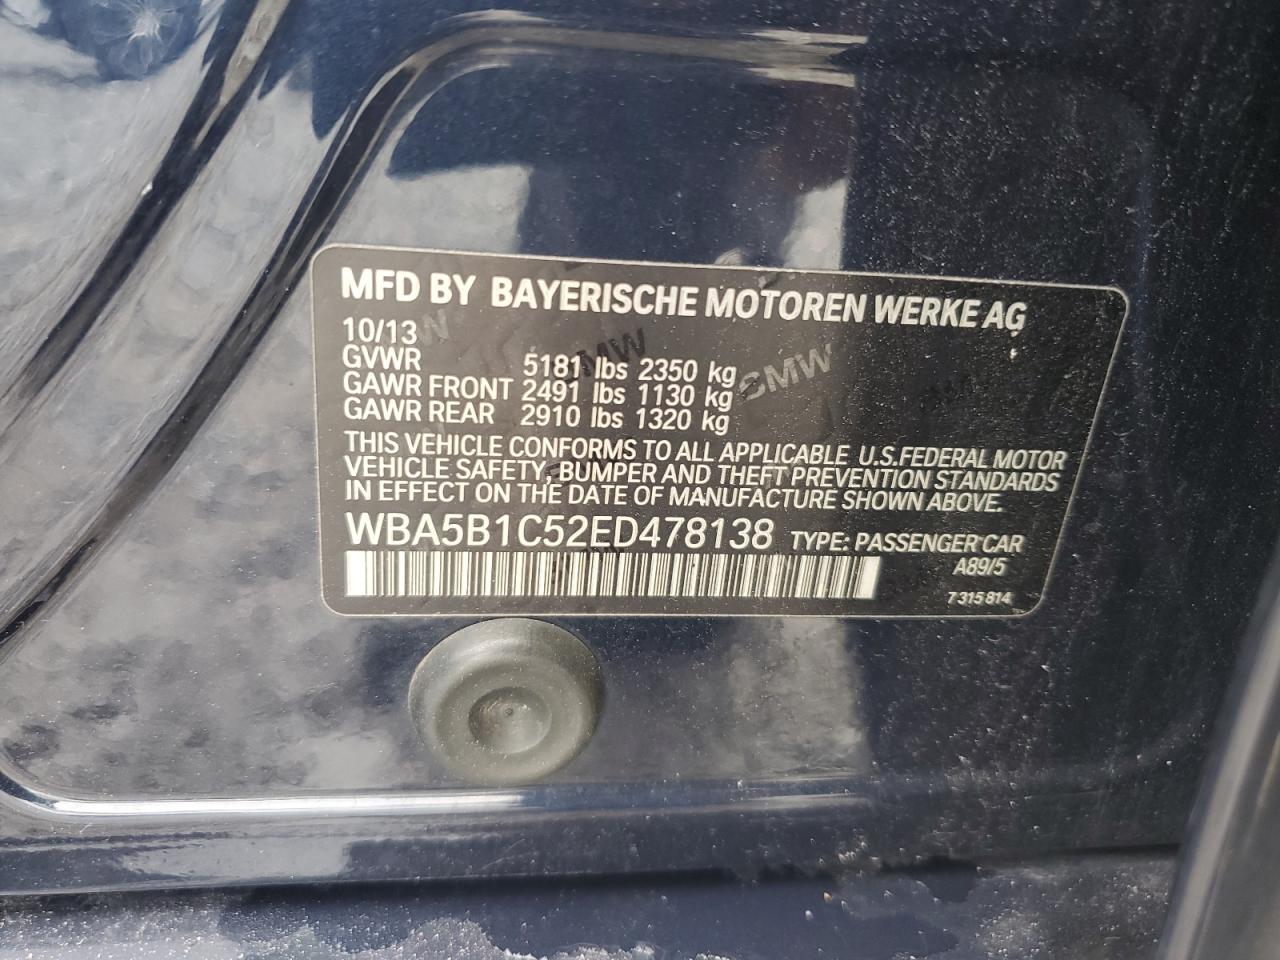 MFD BY BAYERISCHE MOTOREN WERKE AG
10/13
GVWR 5181 lbs 2350 kg
GAWR FRONT 2491 lbs 1130 kg
GAWR REAR 2910 lbs 1320 kg
THIS VEHICLE CONFORMS TO ALL APPLICABLE U.S. FEDERAL MOTOR
VEHICLE SAFETY, BUMPER AND THEFT PREVENTION STANDARDS
IN EFFECT ON THE DATE OF MANUFACTURE SHOWN ABOVE.
WBA5B1C52ED478138 TYPE: PASSENGER CAR
A89/5
7 315 814
BMW
BMW